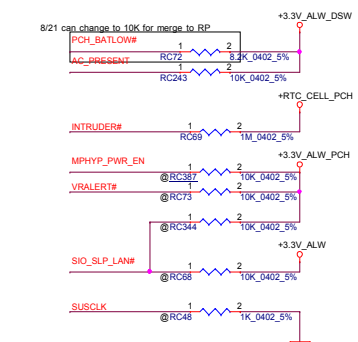 +3.3V_ALW_DSW
8/21 can change to 10K for merge to RP
PCH_BATLOW# 1 2
RC72 8.2K_0402_5%
AC_PRESENT 1 2
RC243 10K_0402_5%
+RTC_CELL_PCH
INTRUDER# 1 2
RC69 1M_0402_5%
+3.3V_ALW_PCH
MPHYP_PWR_EN 1 2
@RC387 10K_0402_5%
VRALERT# 1 2
@RC73 10K_0402_5%
1 2
@RC344 10K_0402_5%
+3.3V_ALW
SIO_SLP_LAN# 1 2
@RC68 10K_0402_5%
SUSCLK 1 2
@RC48 1K_0402_5%